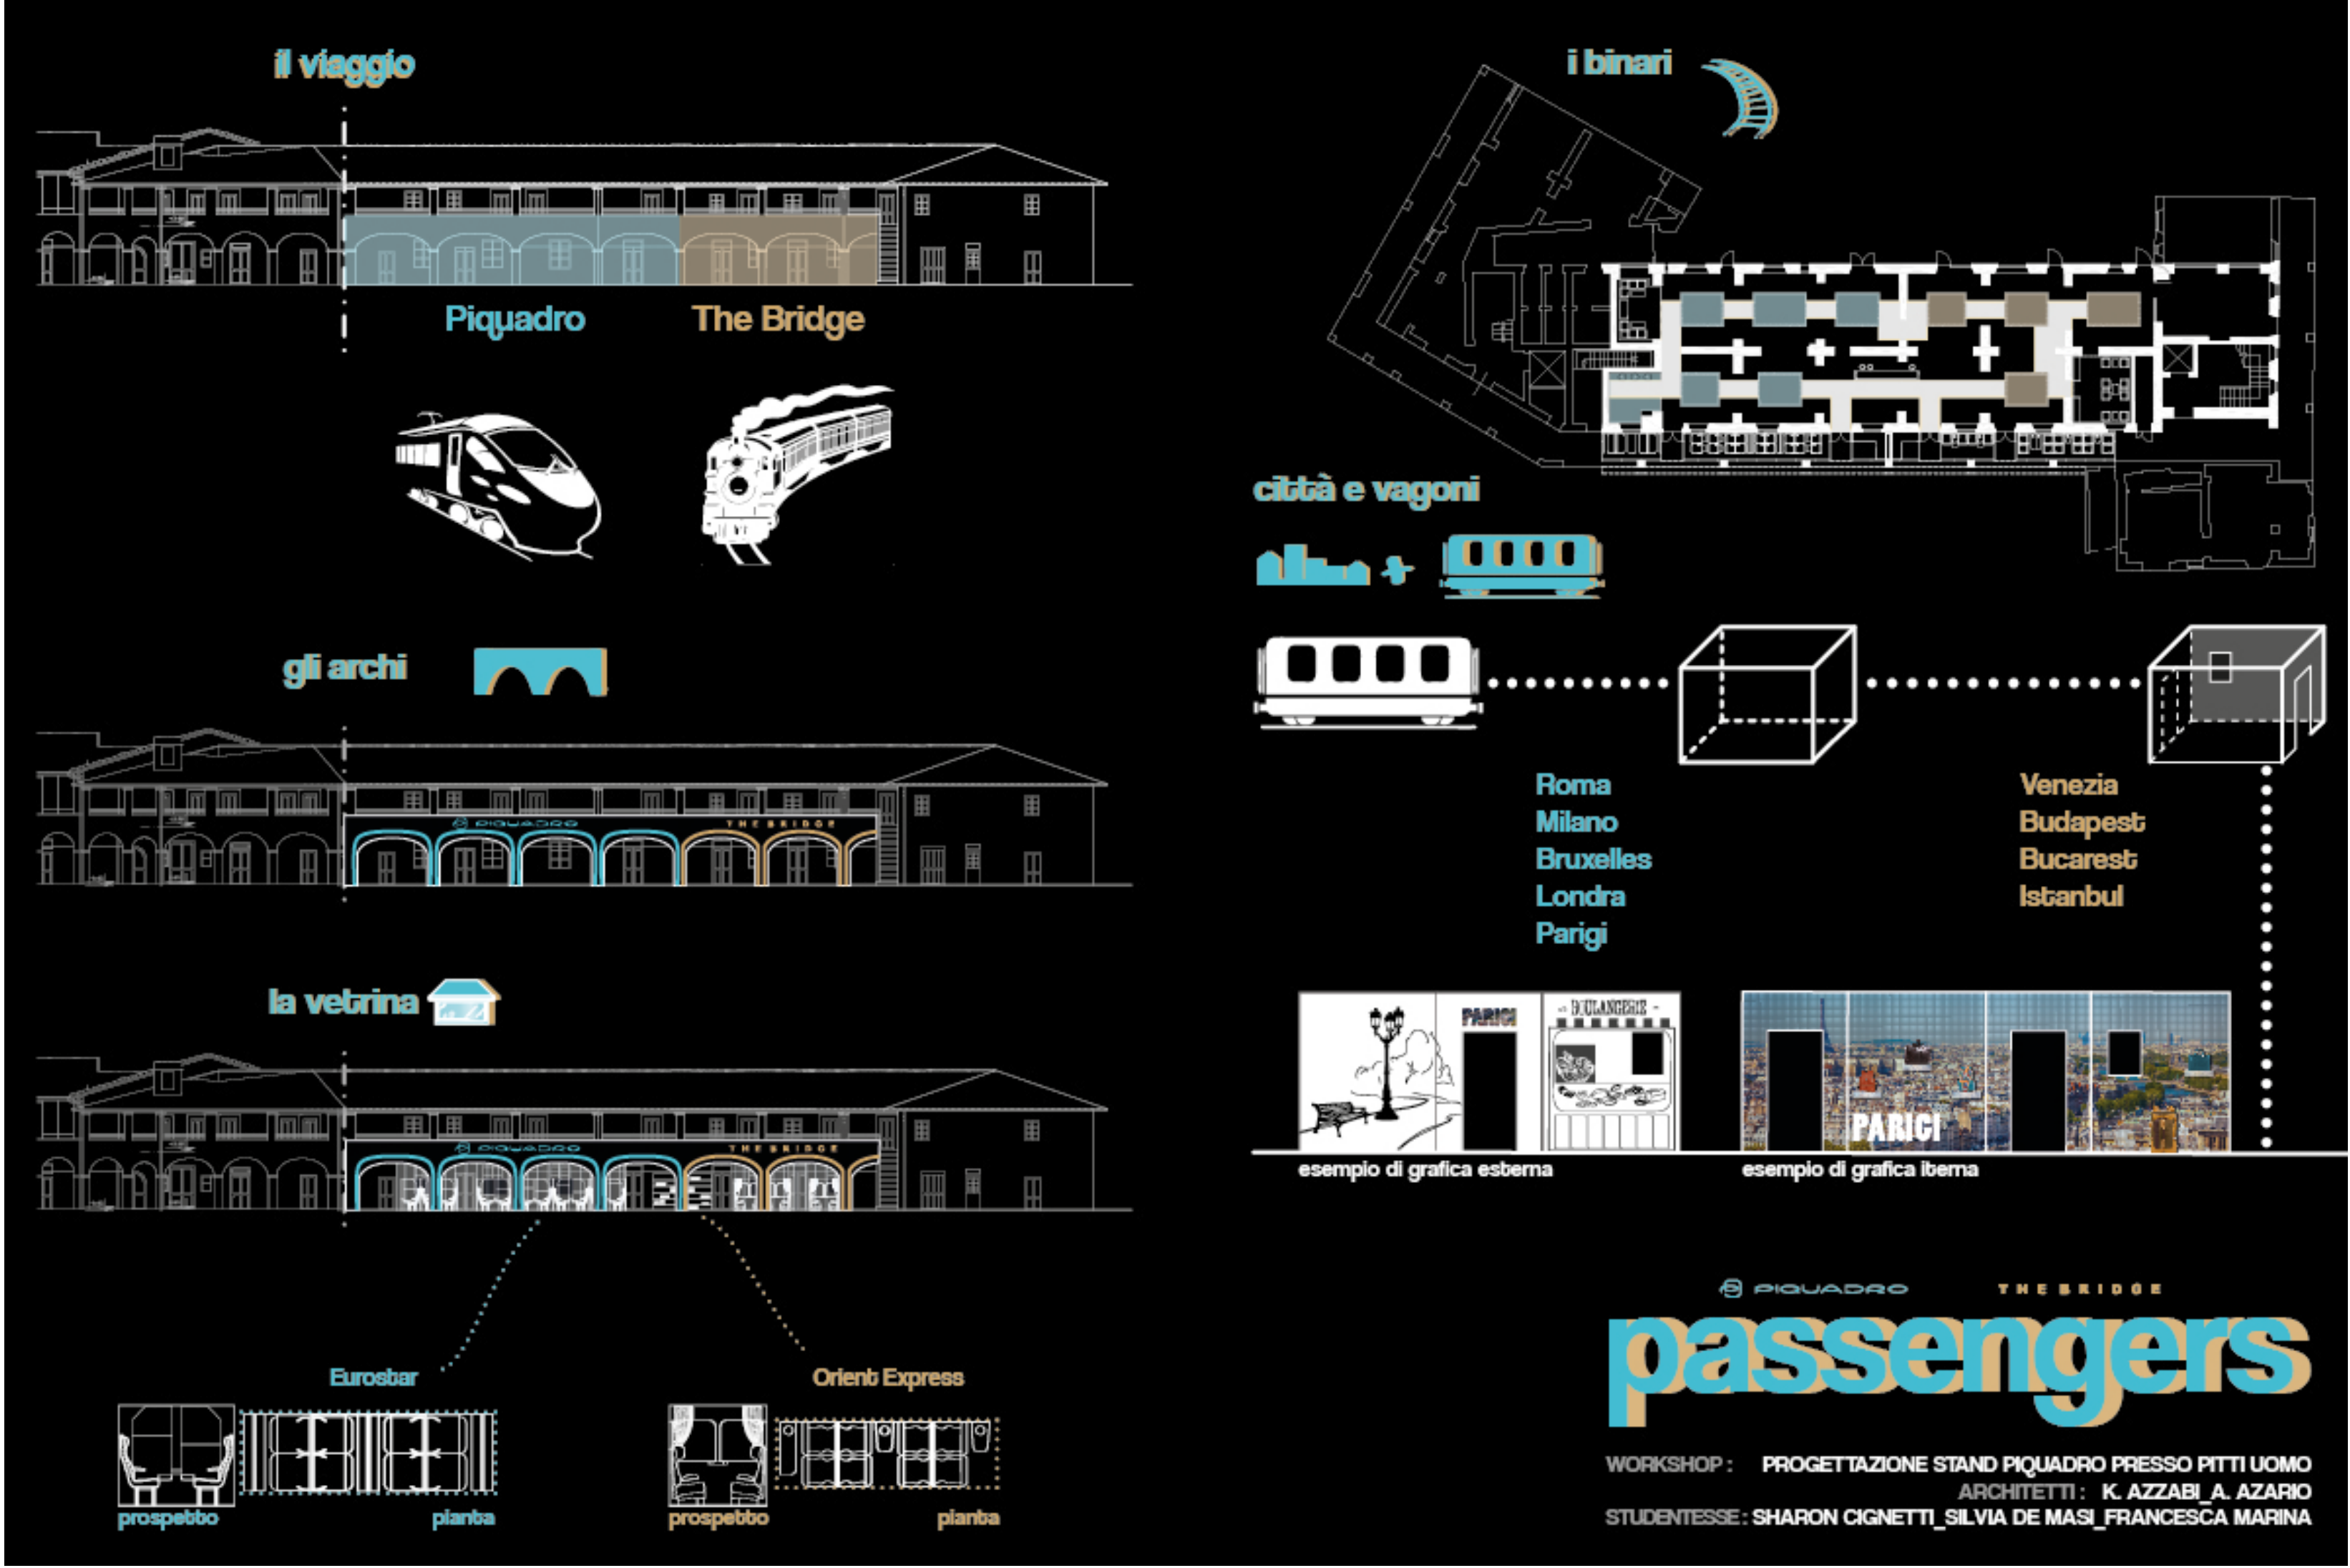 il viaggio
Piquadro
The Bridge
gli archi
PIQUADRO
THE BRIDGE
la vetrina
PIQUADRO
THE BRIDGE
Eurostar
Orient Express
prospetto
pianta
prospetto
pianta
i binari
città e vagoni
Roma
Milano
Bruxelles
Londra
Parigi
Venezia
Budapest
Bucarest
Istanbul
PARIGI
BOULANGERIE
PARIGI
esempio di grafica esterna
esempio di grafica iterna
PIQUADRO
THE BRIDGE
passengers
WORKSHOP : PROGETTAZIONE STAND PIQUADRO PRESSO PITTI UOMO
ARCHITETTI : K. AZZABI_A. AZARIO
STUDENTESSE : SHARON CIGNETTI_SILVIA DE MASI_FRANCESCA MARINA